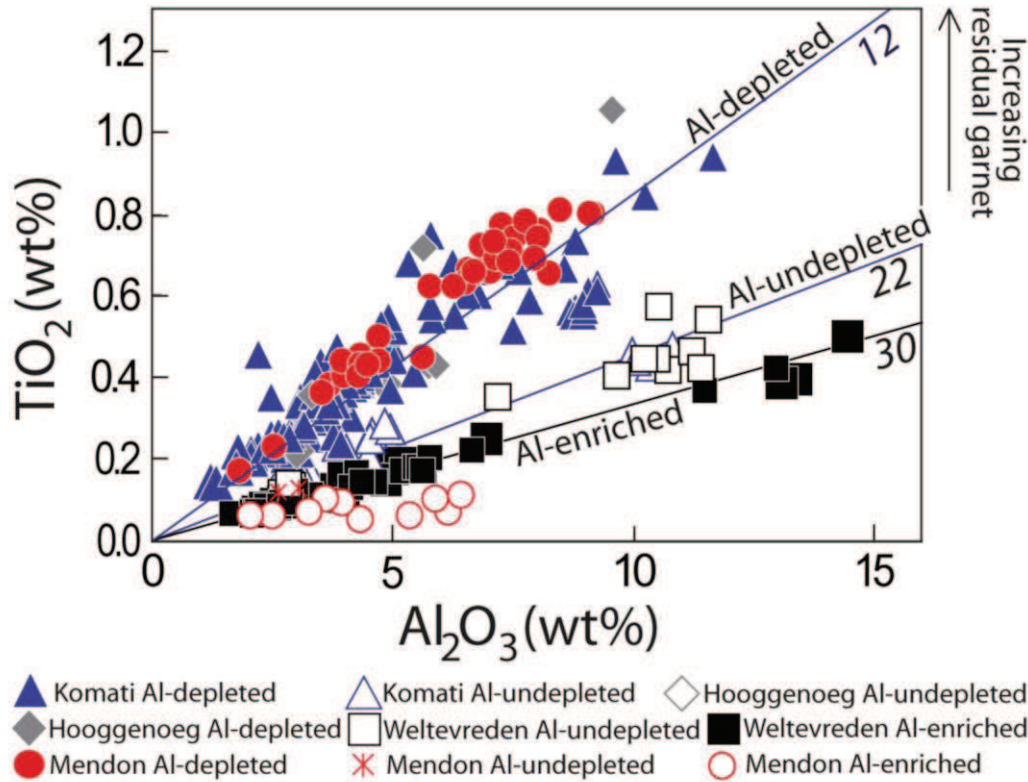 1.2
1.0
0.8
0.6
0.4
0.2
0.0
TiO2 (wt%)
0
5
10
15
Al2O3 (wt%)
Al-depleted
12
Al-undepleted
22
Al-enriched
30
Increasing
residual garnet
Komati Al-depleted
Komati Al-undepleted
Hooggenoeg Al-undepleted
Hooggenoeg Al-depleted
Weltevreden Al-undepleted
Weltevreden Al-enriched
Mendon Al-depleted
Mendon Al-undepleted
Mendon Al-enriched